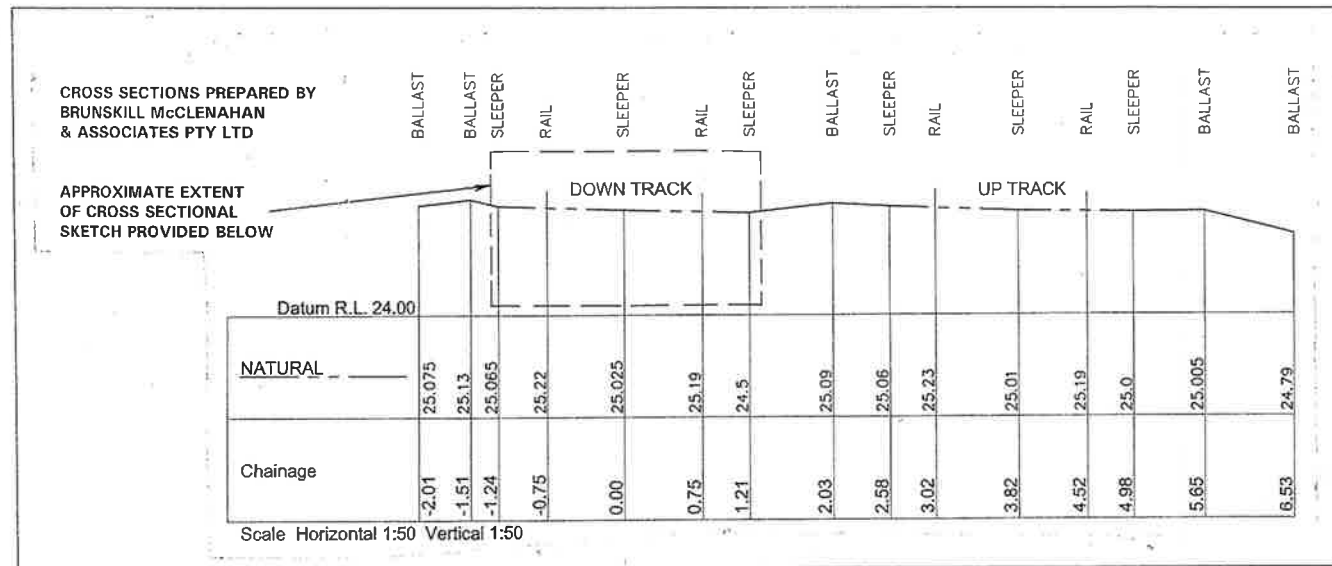 CROSS SECTIONS PREPARED BY
BRUNSKILL McCLENAHAN
& ASSOCIATES PTY LTD
BALLAST BALLAST SLEEPER RAIL SLEEPER RAIL SLEEPER BALLAST SLEEPER RAIL SLEEPER RAIL SLEEPER BALLAST BALLAST
APPROXIMATE EXTENT
OF CROSS SECTIONAL
SKETCH PROVIDED BELOW
DOWN TRACK UP TRACK
Datum R.L. 24.00
NATURAL 25.075 25.13 25.065 25.22 25.025 25.19 24.5 25.09 25.06 25.23 25.01 25.19 25.0 25.005 24.79
Chainage -2.01 -1.51 -1.24 -0.75 0.00 0.75 1.21 2.03 2.58 3.02 3.82 4.52 4.98 5.65 6.53
Scale Horizontal 1:50 Vertical 1:50